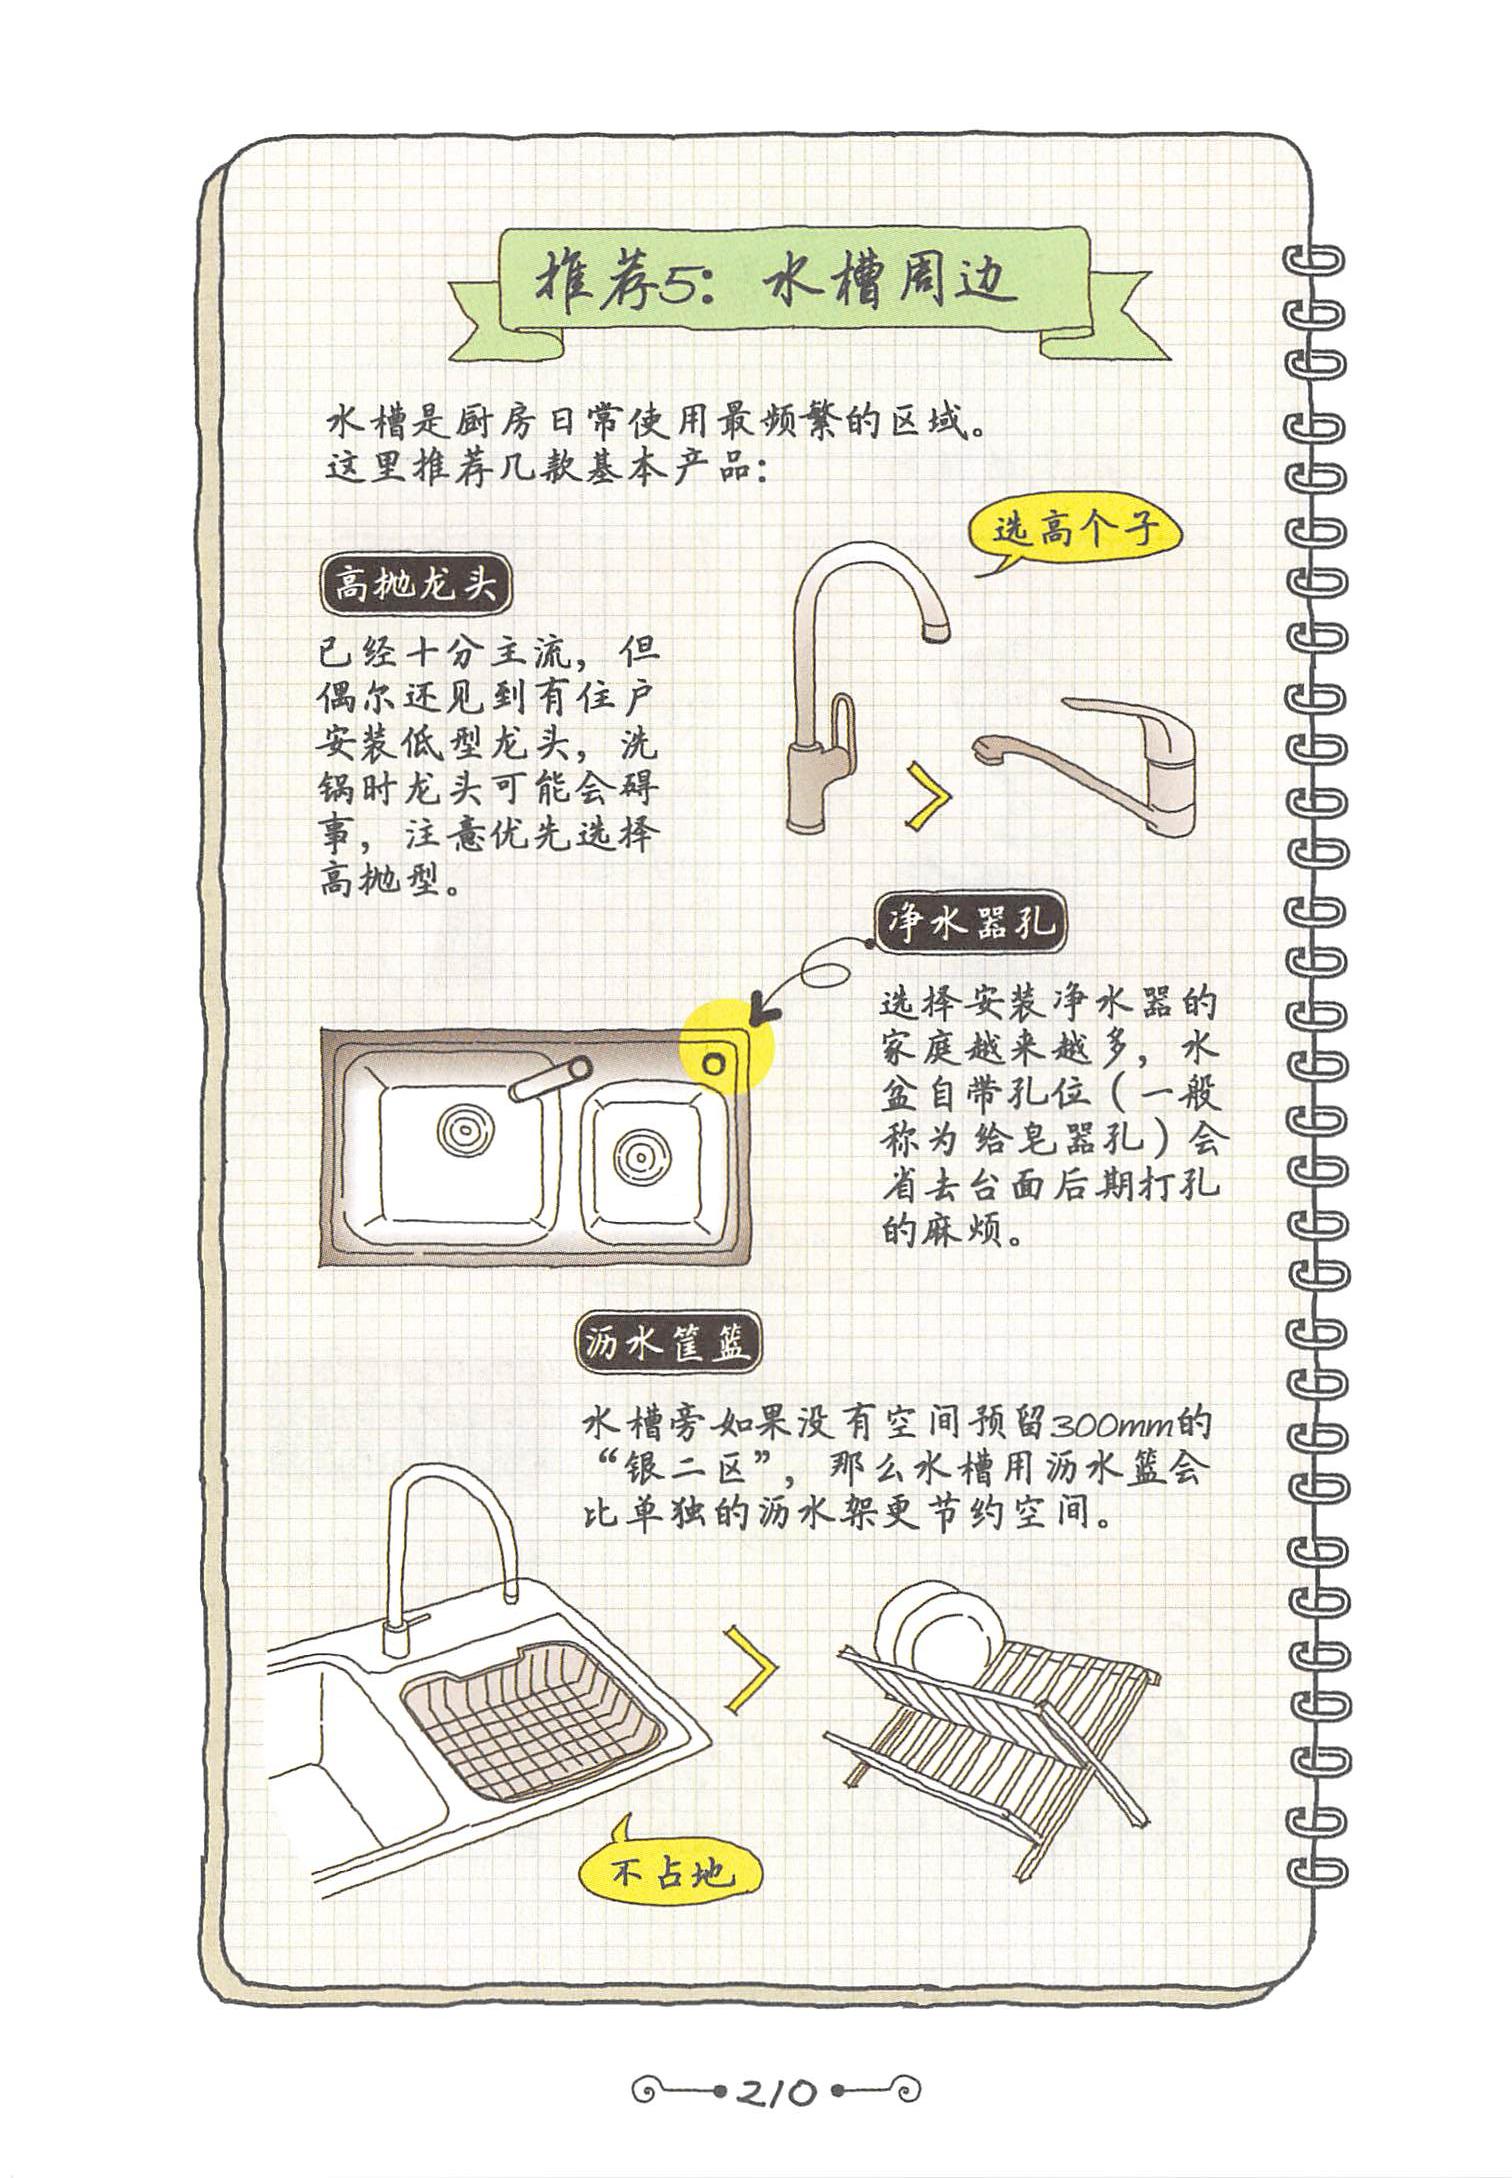 推荐5：水槽周边
水槽是厨房日常使用最频繁的区域。
这里推荐几款基本产品：
选高个子
高抛龙头
已经十分主流，但
偶尔还见到有住户
安装低型龙头，洗
锅时龙头可能会碍
事，注意优先选择
高抛型。
净水器孔
选择安装净水器的
家庭越来越多，水
盆自带孔位（一般
称为给皂器孔）会
省去台面后期打孔
的麻烦。
沥水筐篮
水槽旁如果没有空间预留300mm的
“银二区”，那么水槽用沥水篮会
比单独的沥水架更节约空间。
不占地
210